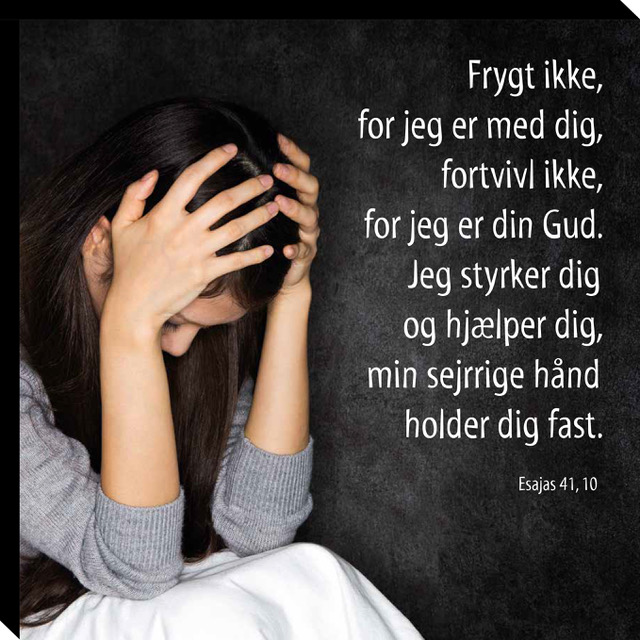 Frygt ikke,
for jeg er med dig,
fortvivl ikke,
for jeg er din Gud.
Jeg styrker dig
og hjælper dig,
min sejrrige hånd
holder dig fast.
Esajas 41, 10